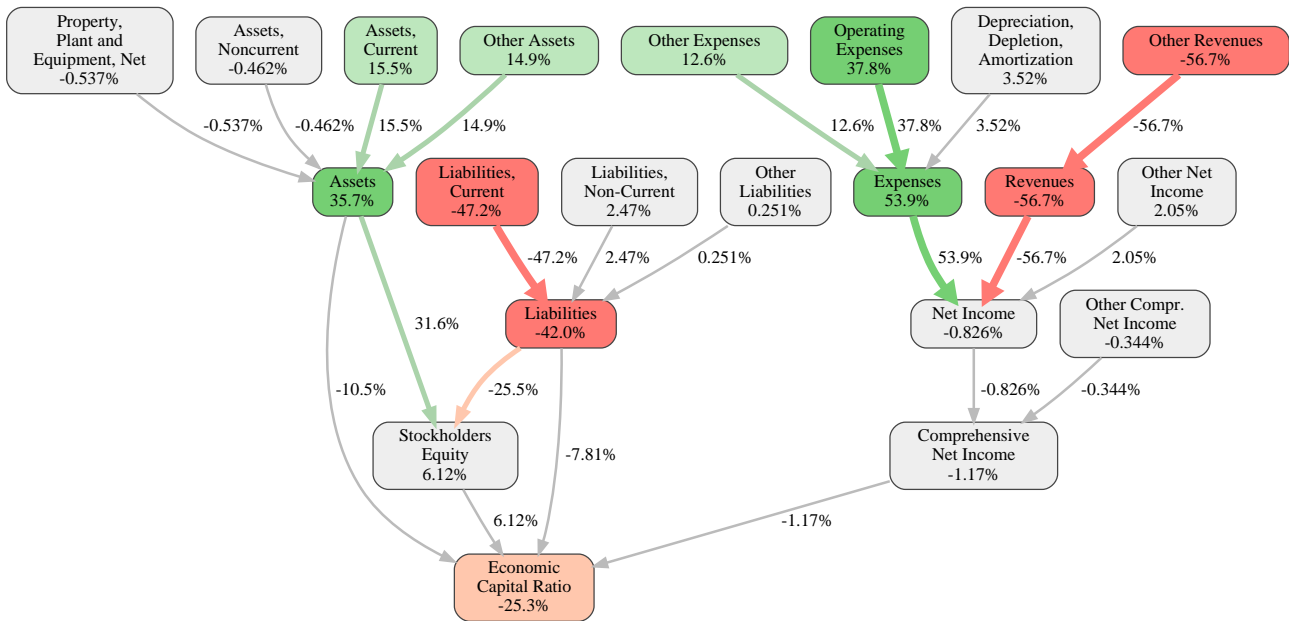 Property,
Plant and
Equipment, Net
-0.537%
Assets,
Noncurrent
-0.462%
Assets,
Current
15.5%
Other Assets
14.9%
Other Expenses
12.6%
Operating
Expenses
37.8%
Depreciation,
Depletion,
Amortization
3.52%
Other Revenues
-56.7%
-0.537%
-0.462%
15.5%
14.9%
12.6%
37.8%
3.52%
-56.7%
Assets
35.7%
Liabilities,
Current
-47.2%
Liabilities,
Non-Current
2.47%
Other
Liabilities
0.251%
Expenses
53.9%
Revenues
-56.7%
Other Net
Income
2.05%
-47.2%
2.47%
0.251%
53.9%
-56.7%
2.05%
31.6%
Liabilities
-42.0%
Net Income
-0.826%
Other Compr.
Net Income
-0.344%
-10.5%
-25.5%
-0.826%
-0.344%
Stockholders
Equity
6.12%
-7.81%
Comprehensive
Net Income
-1.17%
6.12%
-1.17%
Economic
Capital Ratio
-25.3%